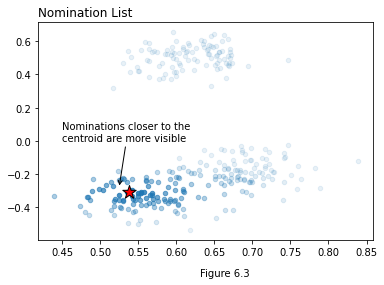 Nomination List
0.6
0.4
0.2
0.0
−0.2
−0.4
Nominations closer to the
centroid are more visible
0.45 0.50 0.55 0.60 0.65 0.70 0.75 0.80 0.85
Figure 6.3